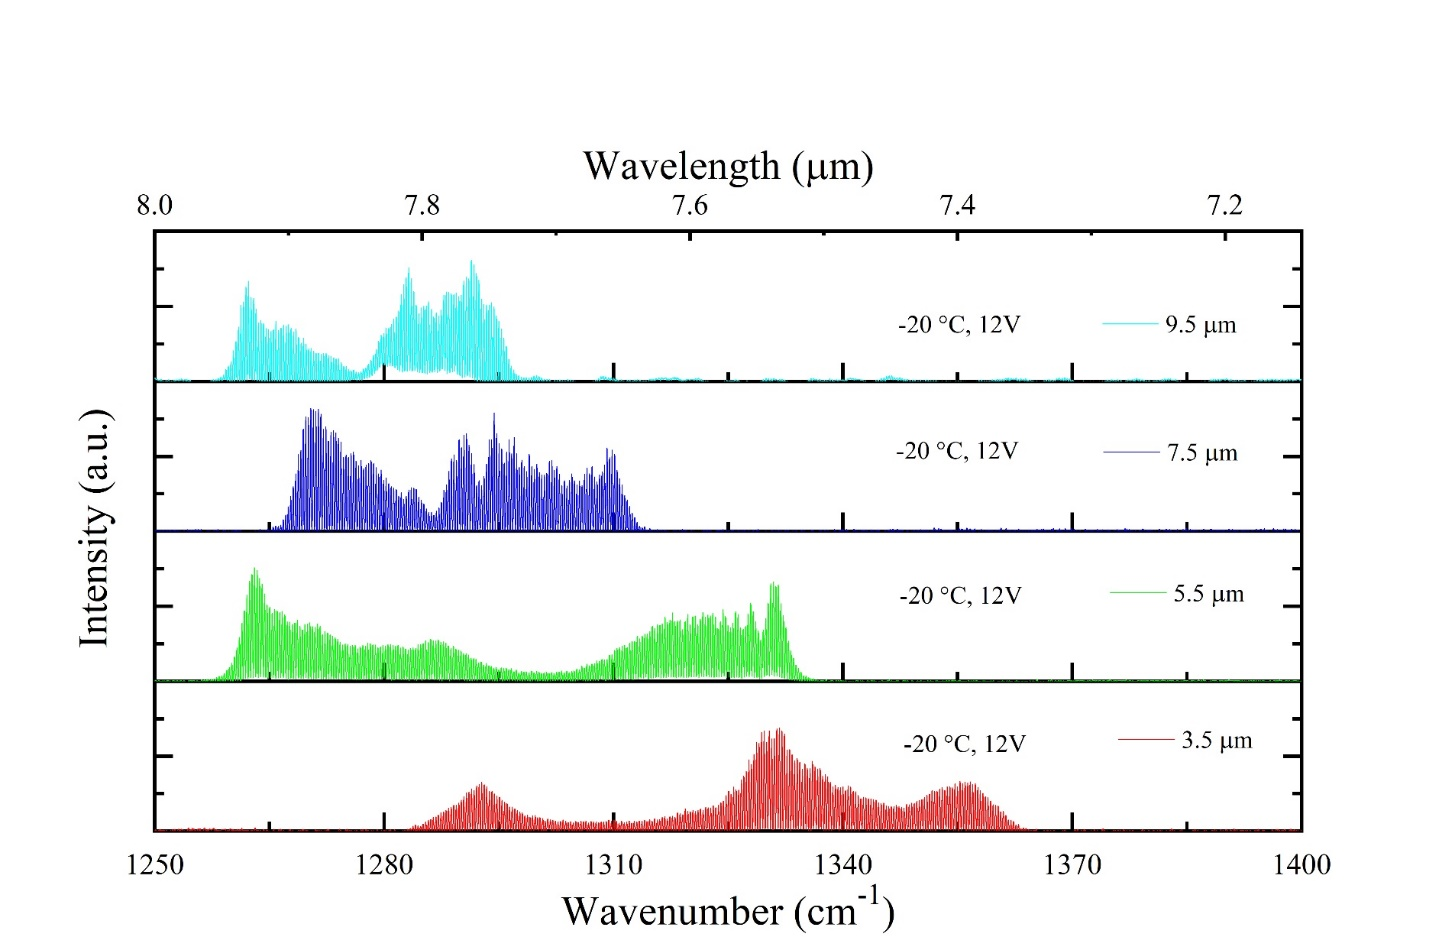 Wavelength (μm)
8.0 7.8 7.6 7.4 7.2
-20 °C, 12V 9.5 μm
-20 °C, 12V 7.5 μm
-20 °C, 12V 5.5 μm
-20 °C, 12V 3.5 μm
Intensity (a.u.)
1250 1280 1310 1340 1370 1400
Wavenumber (cm⁻¹)